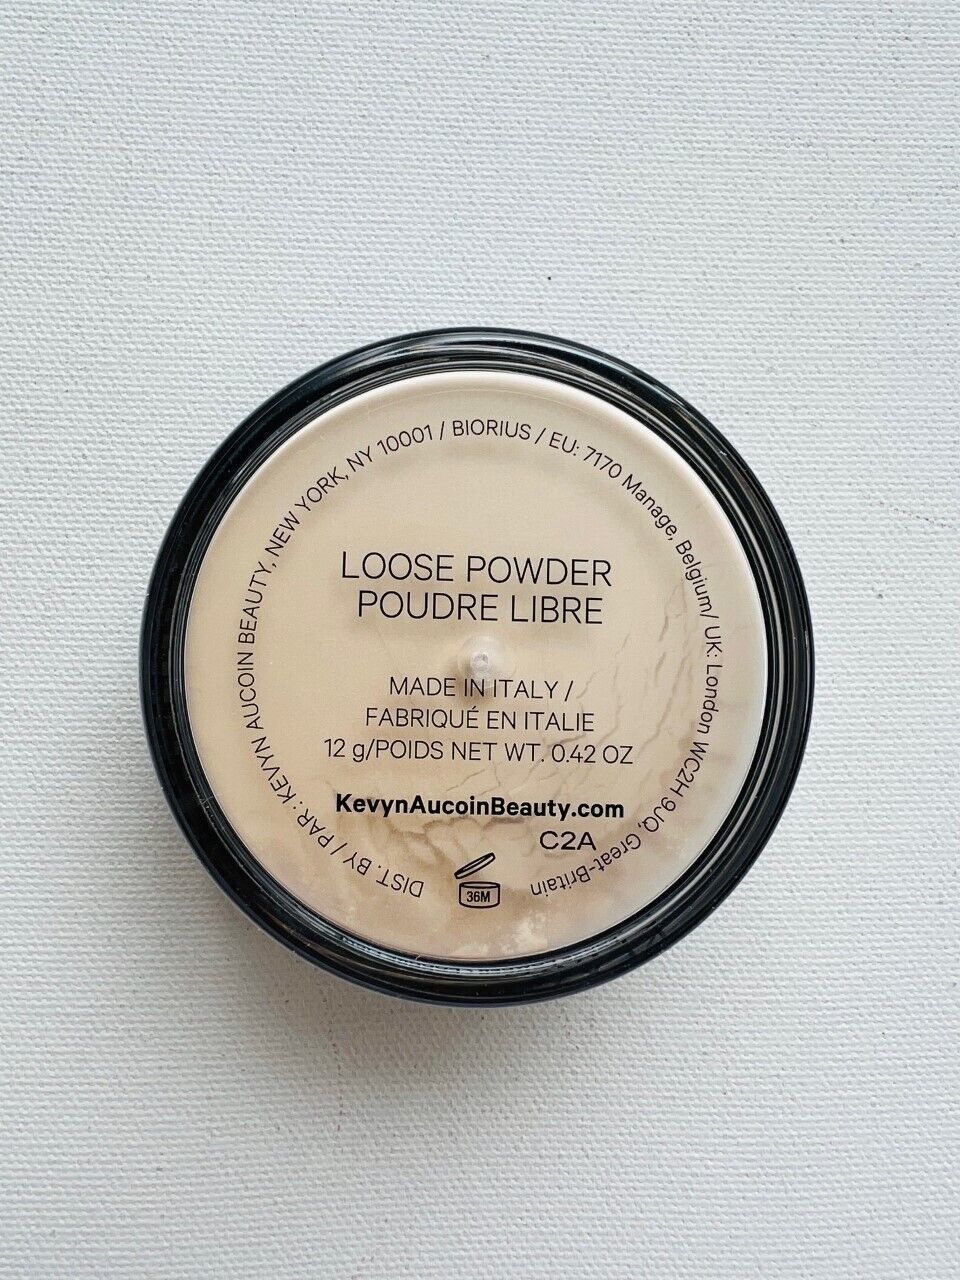 LOOSE POWDER
POUDRE LIBRE
MADE IN ITALY /
FABRIQUÉ EN ITALIE
12 g/POIDS NET WT. 0.42 OZ
KevynAucoinBeauty.com
C2A
36M
DIST. BY / PAR : KEVYN AUCOIN BEAUTY, NEW YORK, NY 10001 / BIORIUS / EU: 7170 Manage, Belgium/ UK: London WC2H 9JQ, Great-Britain